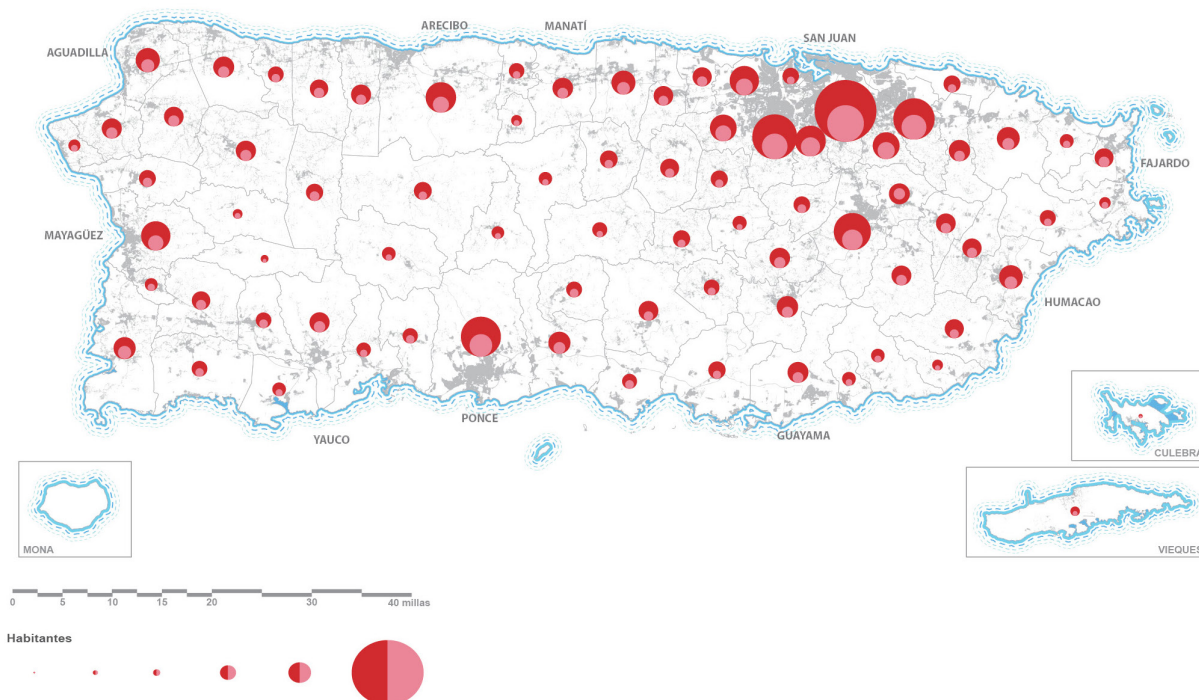 ARECIBO
MANATÍ
SAN JUAN
AGUADILLA
FAJARDO
MAYAGÜEZ
HUMACAO
PONCE
YAUCO
GUAYAMA
CULEBRA
MONA
VIEQUES
0 5 10 15 20 30 40 millas
Habitantes